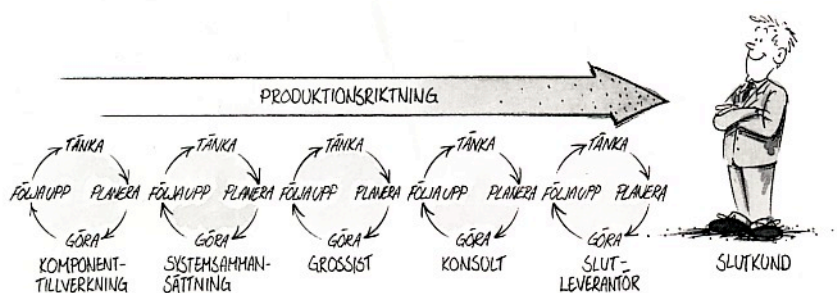 PRODUKTIONSRIKTNING
TÄNKA TÄNKA TÄNKA TÄNKA TÄNKA
FÖLJA UPP PLANERA FÖLJA UPP PLANERA FÖLJA UPP PLANERA FÖLJA UPP PLANERA FÖLJA UPP PLANERA
GÖRA GÖRA GÖRA GÖRA GÖRA
KOMPONENT-
TILLVERKNING
SYSTEMSAMMAN-
SÄTTNING
GROSSIST
KONSULT
SLUT-
LEVERANTÖR
SLUTKUND